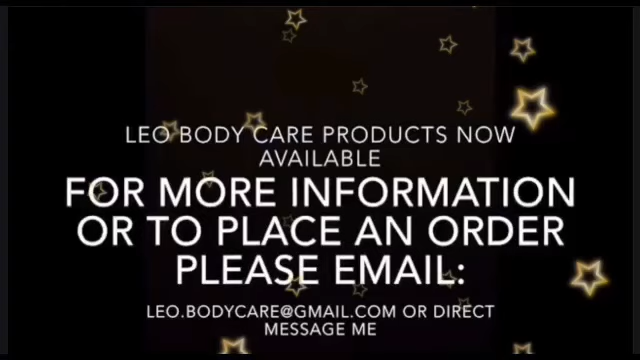 LEO BODY CARE PRODUCTS NOW
AVAILABLE
FOR MORE INFORMATION
OR TO PLACE AN ORDER
PLEASE EMAIL:
LEO.BODYCARE@GMAIL.COM OR DIRECT
MESSAGE ME